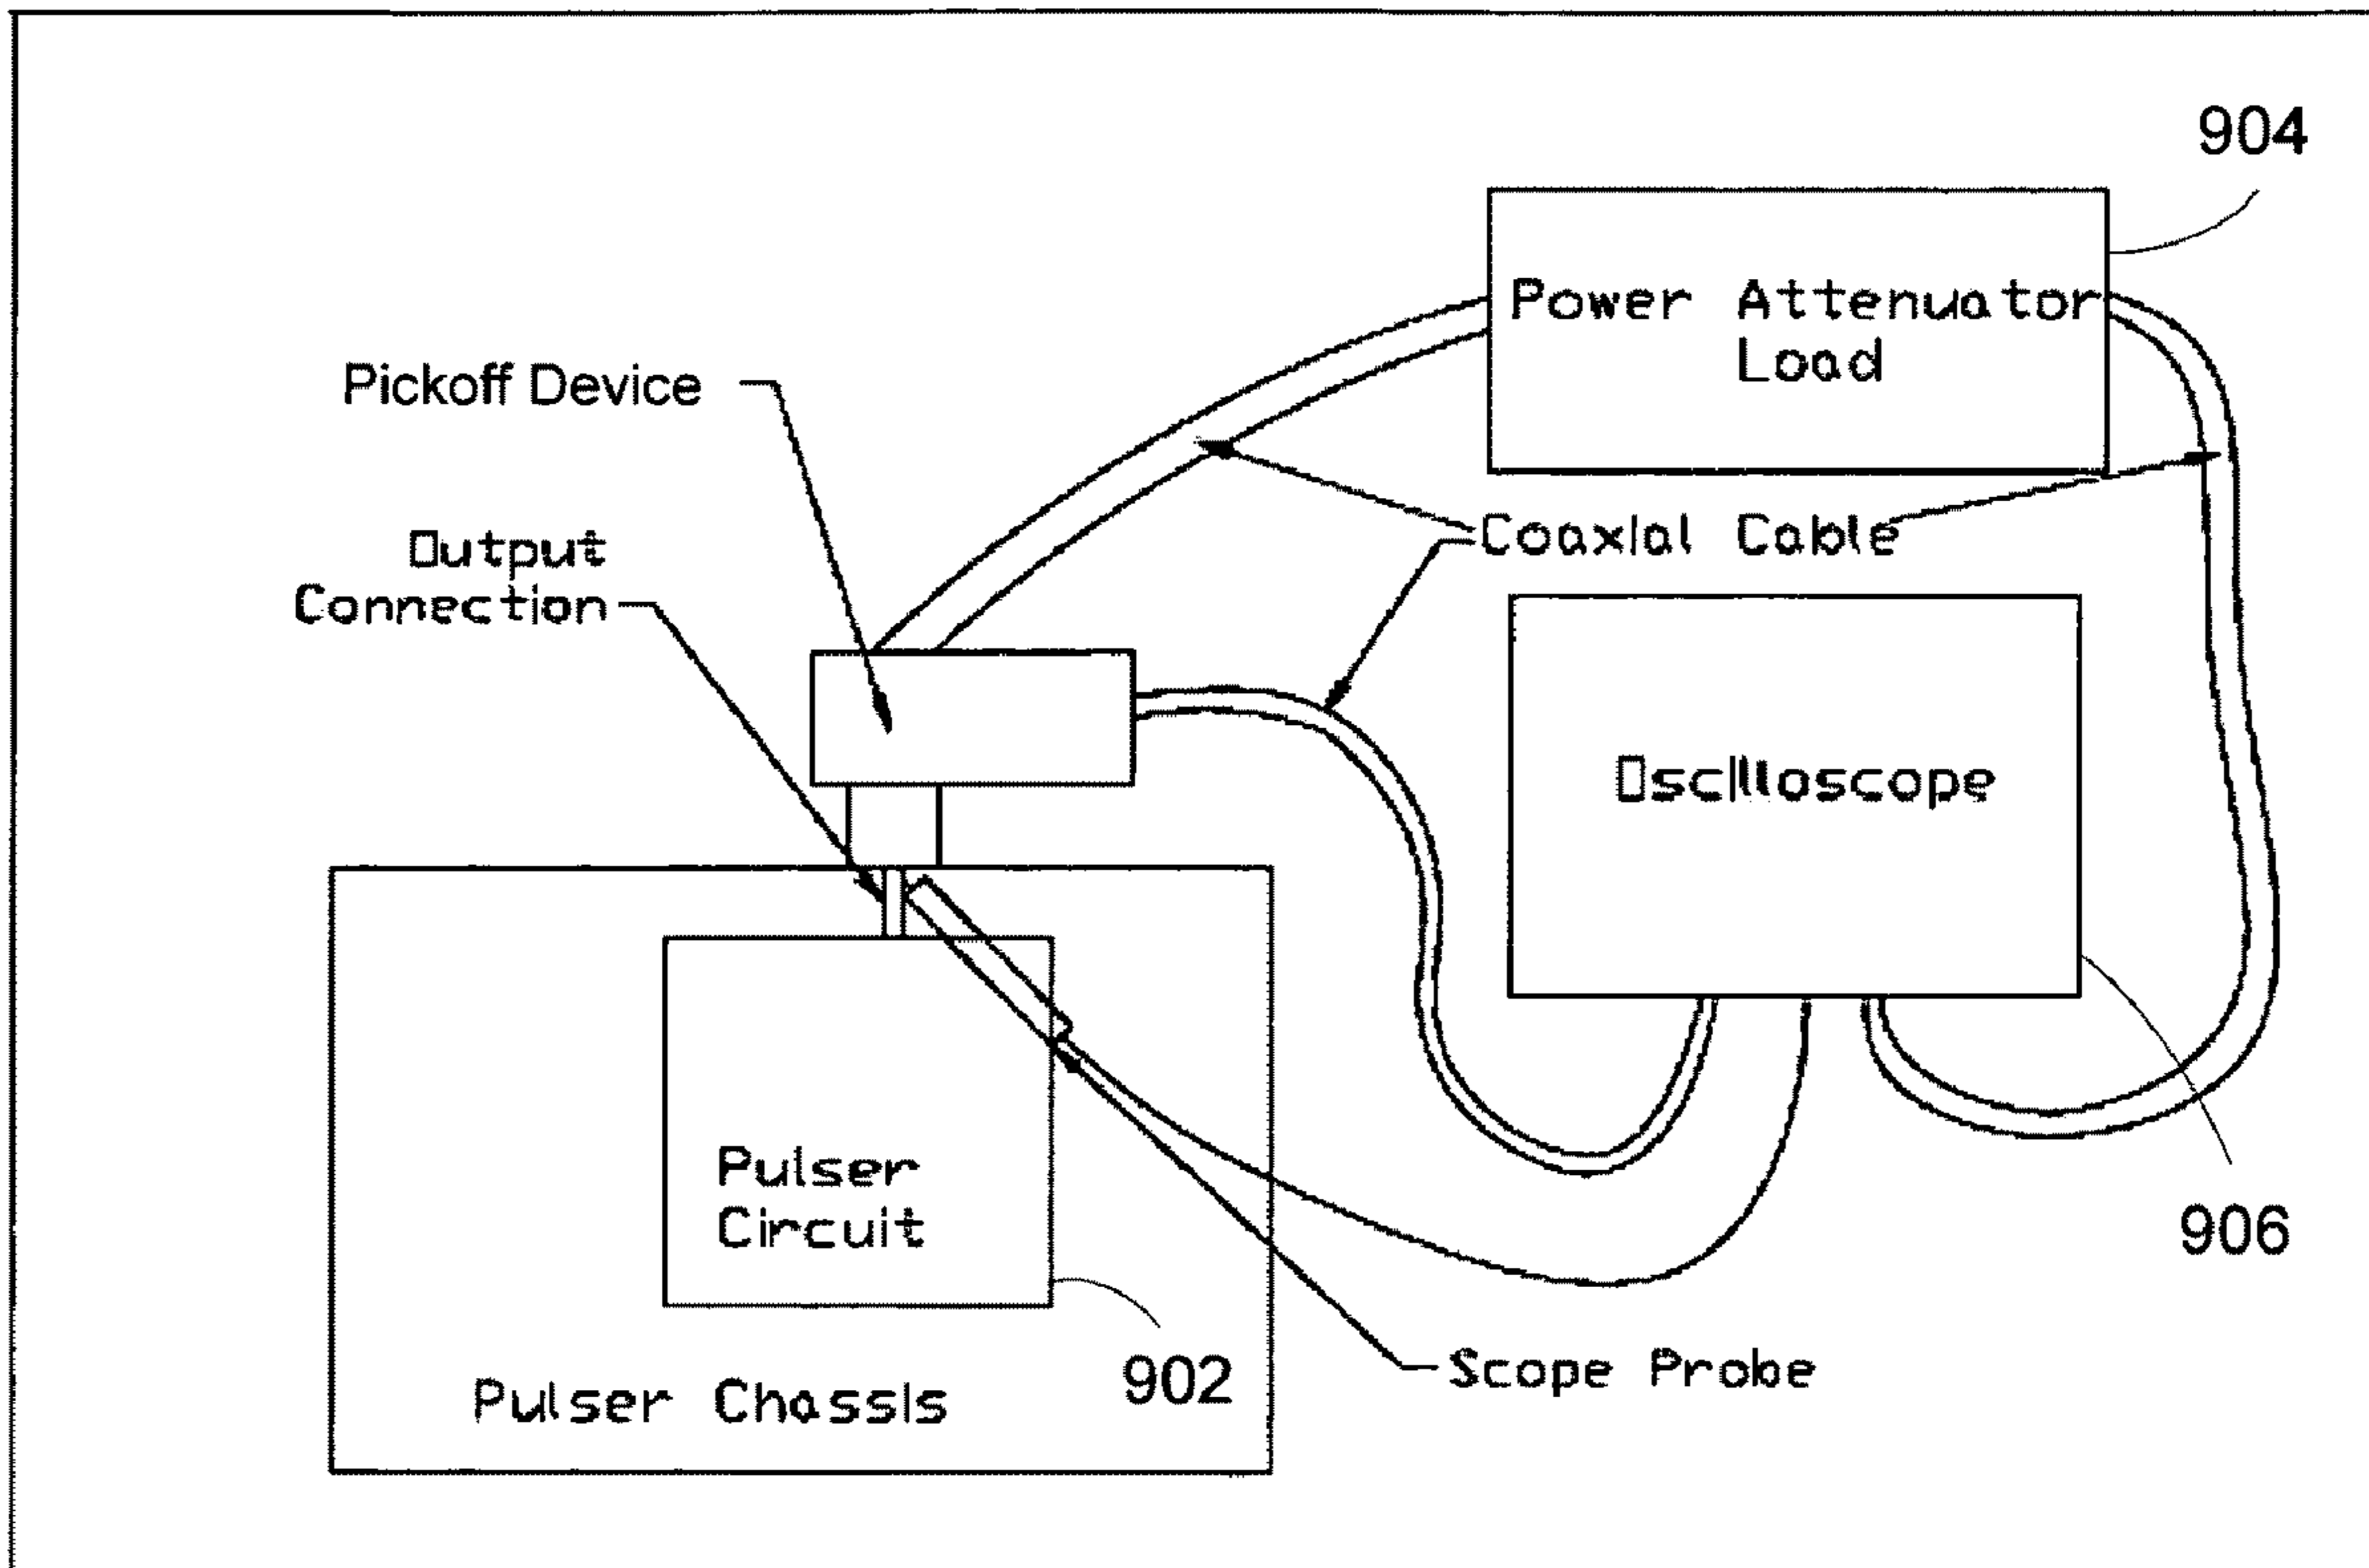 904
Power Attenuator
Load
Pickoff Device
Output
Connection
Coaxial Cable
Oscilloscope
Pulser
Circuit
906
902
Scope Probe
Pulser Chassis